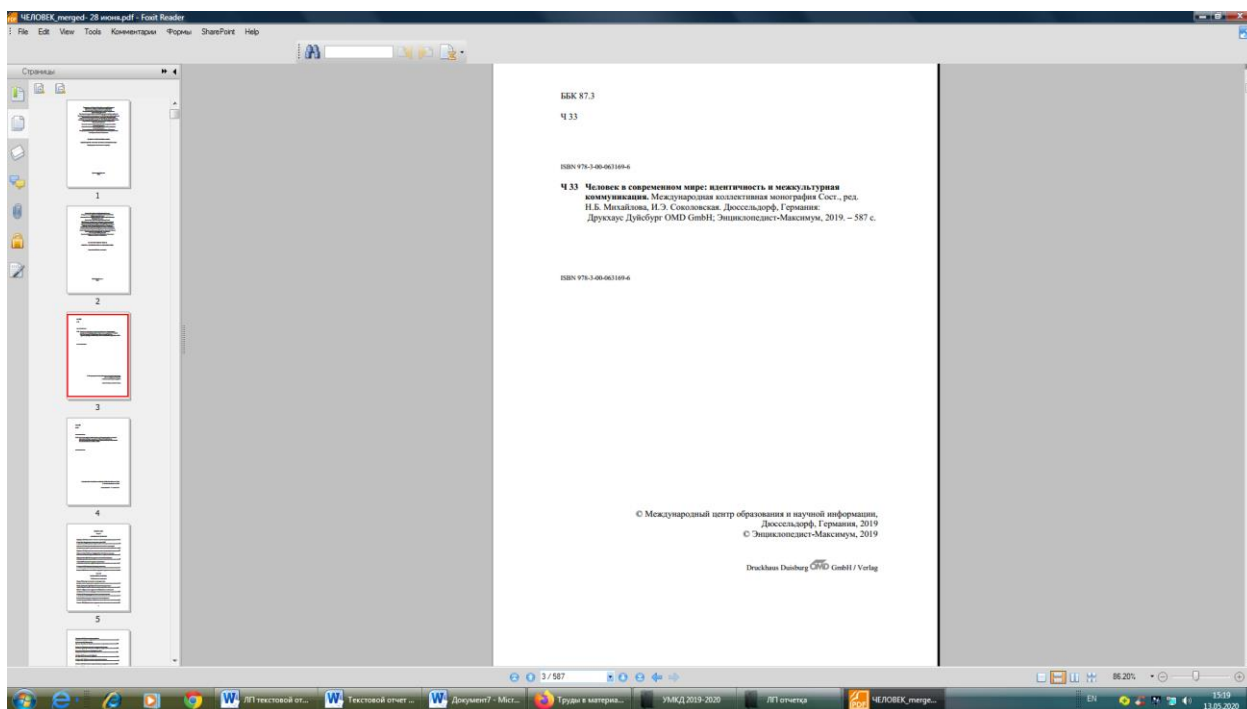 ЧЕЛОВЕК_merged- 28 июня.pdf - Foxit Reader
File Edit View Tools Комментарии Формы SharePoint Help
Страницы
1
2
3
4
5
ББК 87.3
Ч 33
ISBN 978-3-00-063169-6
Ч 33 Человек в современном мире: идентичность и межкультурная
коммуникация. Международная коллективная монография Сост., ред.
Н.Б. Михайлова, И.Э. Соколовская. Дюссельдорф, Германия:
Друкхаус Дуйсбург OMD GmbH; Энциклопедист-Максимум, 2019. – 587 с.
ISBN 978-3-00-063169-6
© Международный центр образования и научной информации,
Дюссельдорф, Германия, 2019
© Энциклопедист-Максимум, 2019
Druckhaus Duisburg OMD GmbH / Verlag
3 / 587
86.20%
ЛП текстовой от...
Текстовой отчет ...
Документ7 - Micr...
Труды и материа...
УМКД 2019-2020
ЛП отчетка
ЧЕЛОВЕК_merge...
EN
15:19
13.05.2020